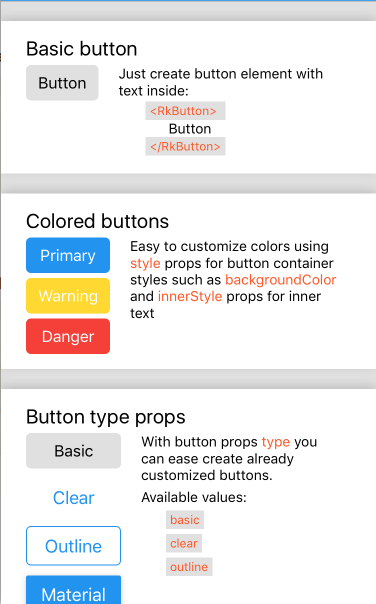 Basic button
Button
Just create button element with
text inside:
<RkButton>
Button
</RkButton>
Colored buttons
Primary
Warning
Danger
Easy to customize colors using
style props for button container
styles such as backgroundColor
and innerStyle props for inner
text
Button type props
Basic
Clear
Outline
Material
With button props type you
can ease create already
customized buttons.
Available values:
basic
clear
outline